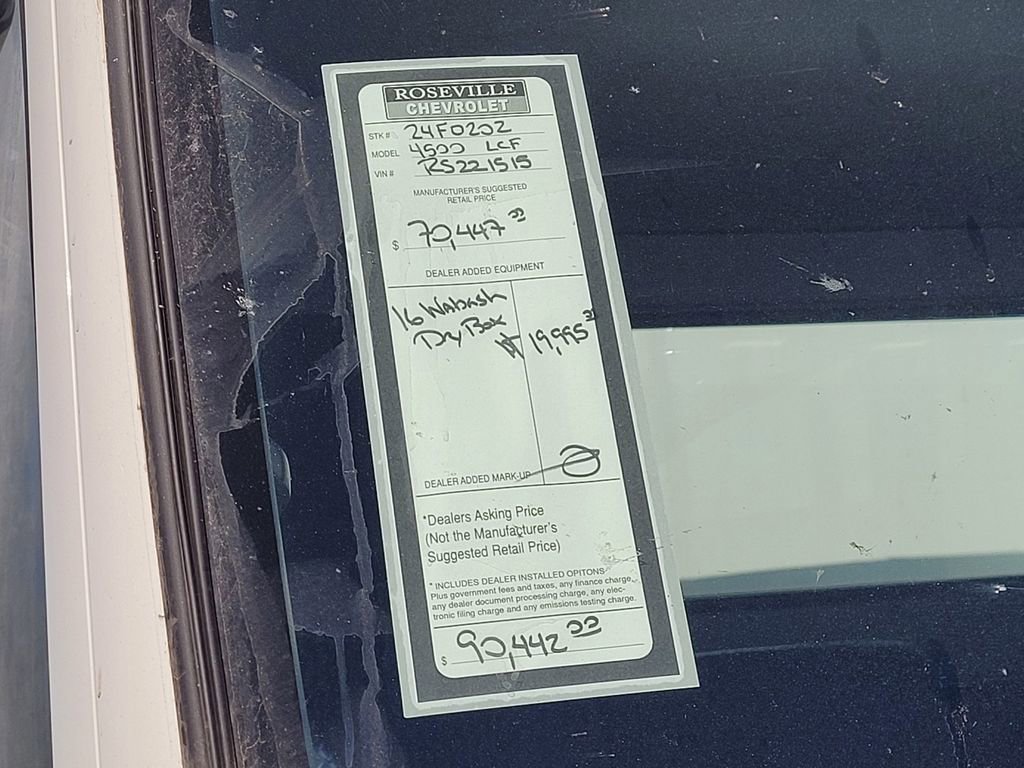 ROSEVILLE
CHEVROLET
STK # 24F0202
MODEL 4500 LCF
VIN # RS221515
MANUFACTURER'S SUGGESTED
RETAIL PRICE
$ 70,447 00
DEALER ADDED EQUIPMENT
16 Wabash
Dry Box $ 19,995 00
DEALER ADDED MARK-UP 0
*Dealers Asking Price
(Not the Manufacturer's
Suggested Retail Price)
* INCLUDES DEALER INSTALLED OPITONS
Plus government fees and taxes, any finance charge,
any dealer document processing charge, any elec-
tronic filing charge and any emissions testing charge.
$ 90,442 00